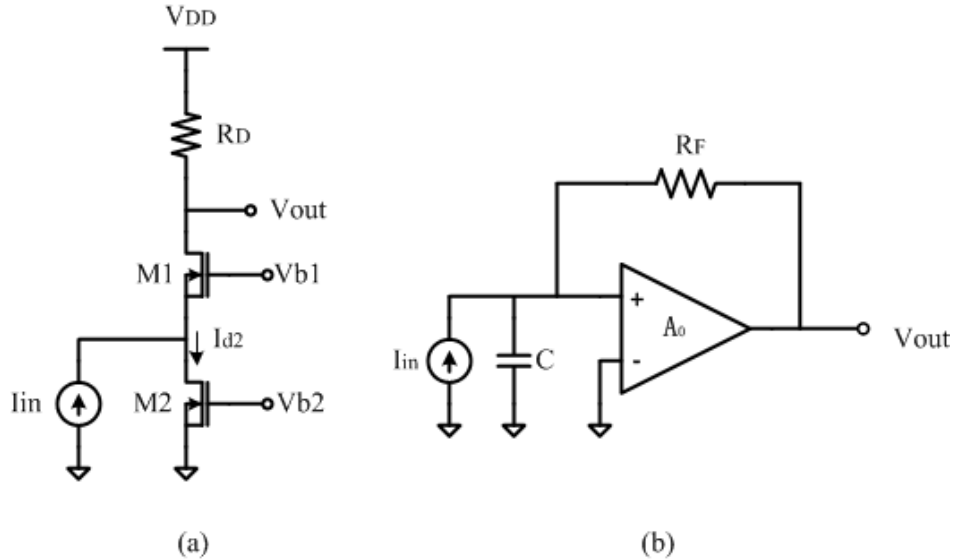 VDD
RD
Vout
M1
Vb1
Id2
Iin
M2
Vb2
(a)
RF
+
A0
-
Iin
C
Vout
(b)